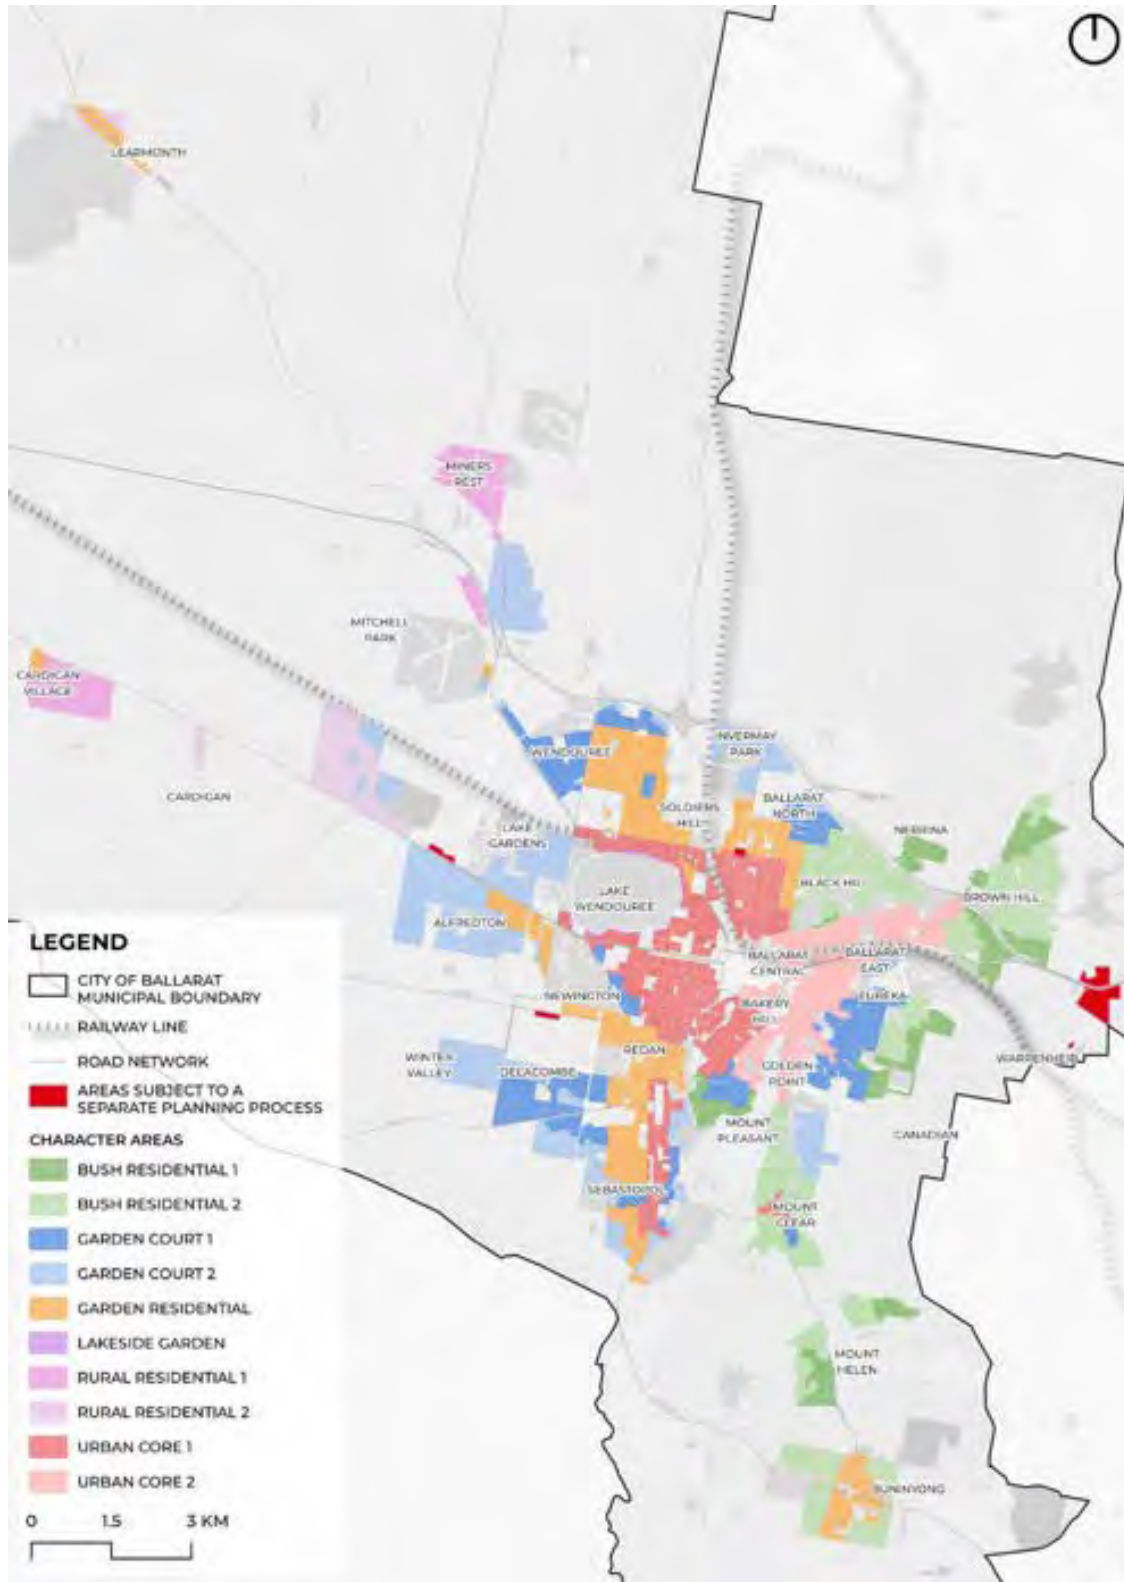 LEARMONTH
MINERS
REST
MITCHELL
PARK
CARDIGAN
VILLAGE
CARDIGAN
WENDOUREE
INVERMAY
PARK
SOLDIERS
HILL
BALLARAT
NORTH
LAKE
GARDENS
NERRINA
BLACK HILL
BROWN HILL
LAKE
WENDOUREE
ALFREDTON
BALLARAT
CENTRAL
BALLARAT
EAST
NEWINGTON
BAKERY
HILL
EUREKA
REDAN
WINTER
VALLEY
DELACOMBE
GOLDEN
POINT
WARRENHEIP
MOUNT
PLEASANT
CANADIAN
SEBASTOPOL
MOUNT
CLEAR
MOUNT
HELEN
BUNINYONG
LEGEND
CITY OF BALLARAT
MUNICIPAL BOUNDARY
RAILWAY LINE
ROAD NETWORK
AREAS SUBJECT TO A
SEPARATE PLANNING PROCESS
CHARACTER AREAS
BUSH RESIDENTIAL 1
BUSH RESIDENTIAL 2
GARDEN COURT 1
GARDEN COURT 2
GARDEN RESIDENTIAL
LAKESIDE GARDEN
RURAL RESIDENTIAL 1
RURAL RESIDENTIAL 2
URBAN CORE 1
URBAN CORE 2
0 1.5 3 KM